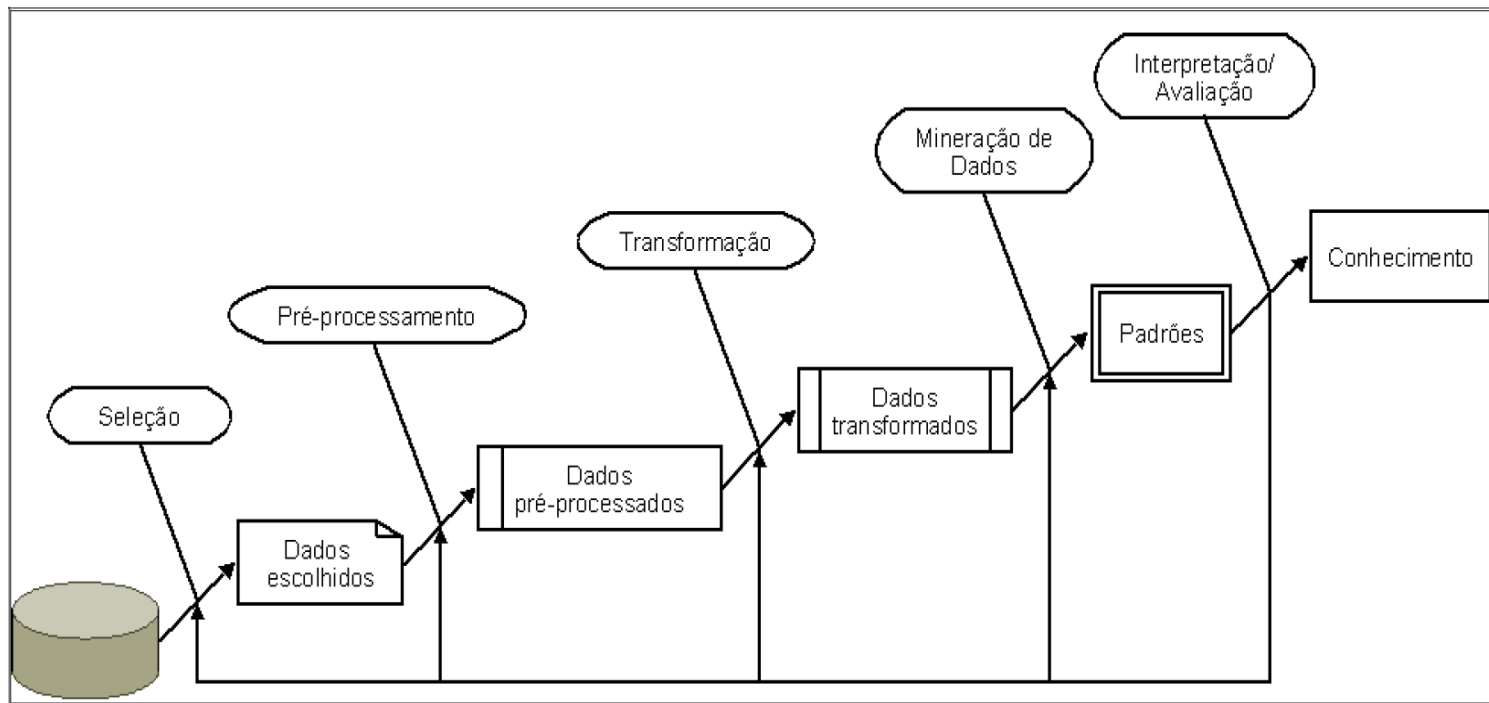 Interpretação/
Avaliação
Mineração de
Dados
Transformação
Conhecimento
Pré-processamento
Padrões
Seleção
Dados
transformados
Dados
pré-processados
Dados
escolhidos